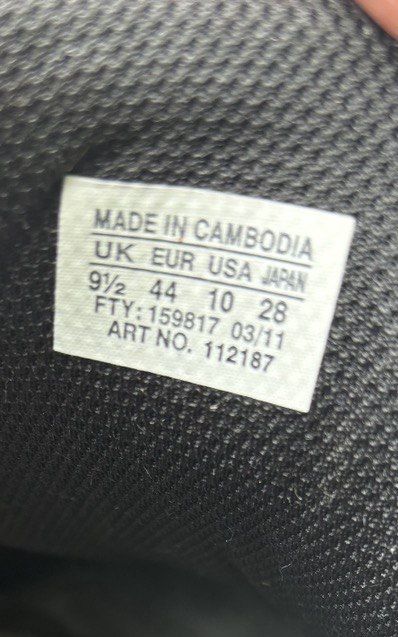 MADE IN CAMBODIA
UK EUR USA JAPAN
9½ 44 10 28
FTY: 159817 03/11
ART NO. 112187